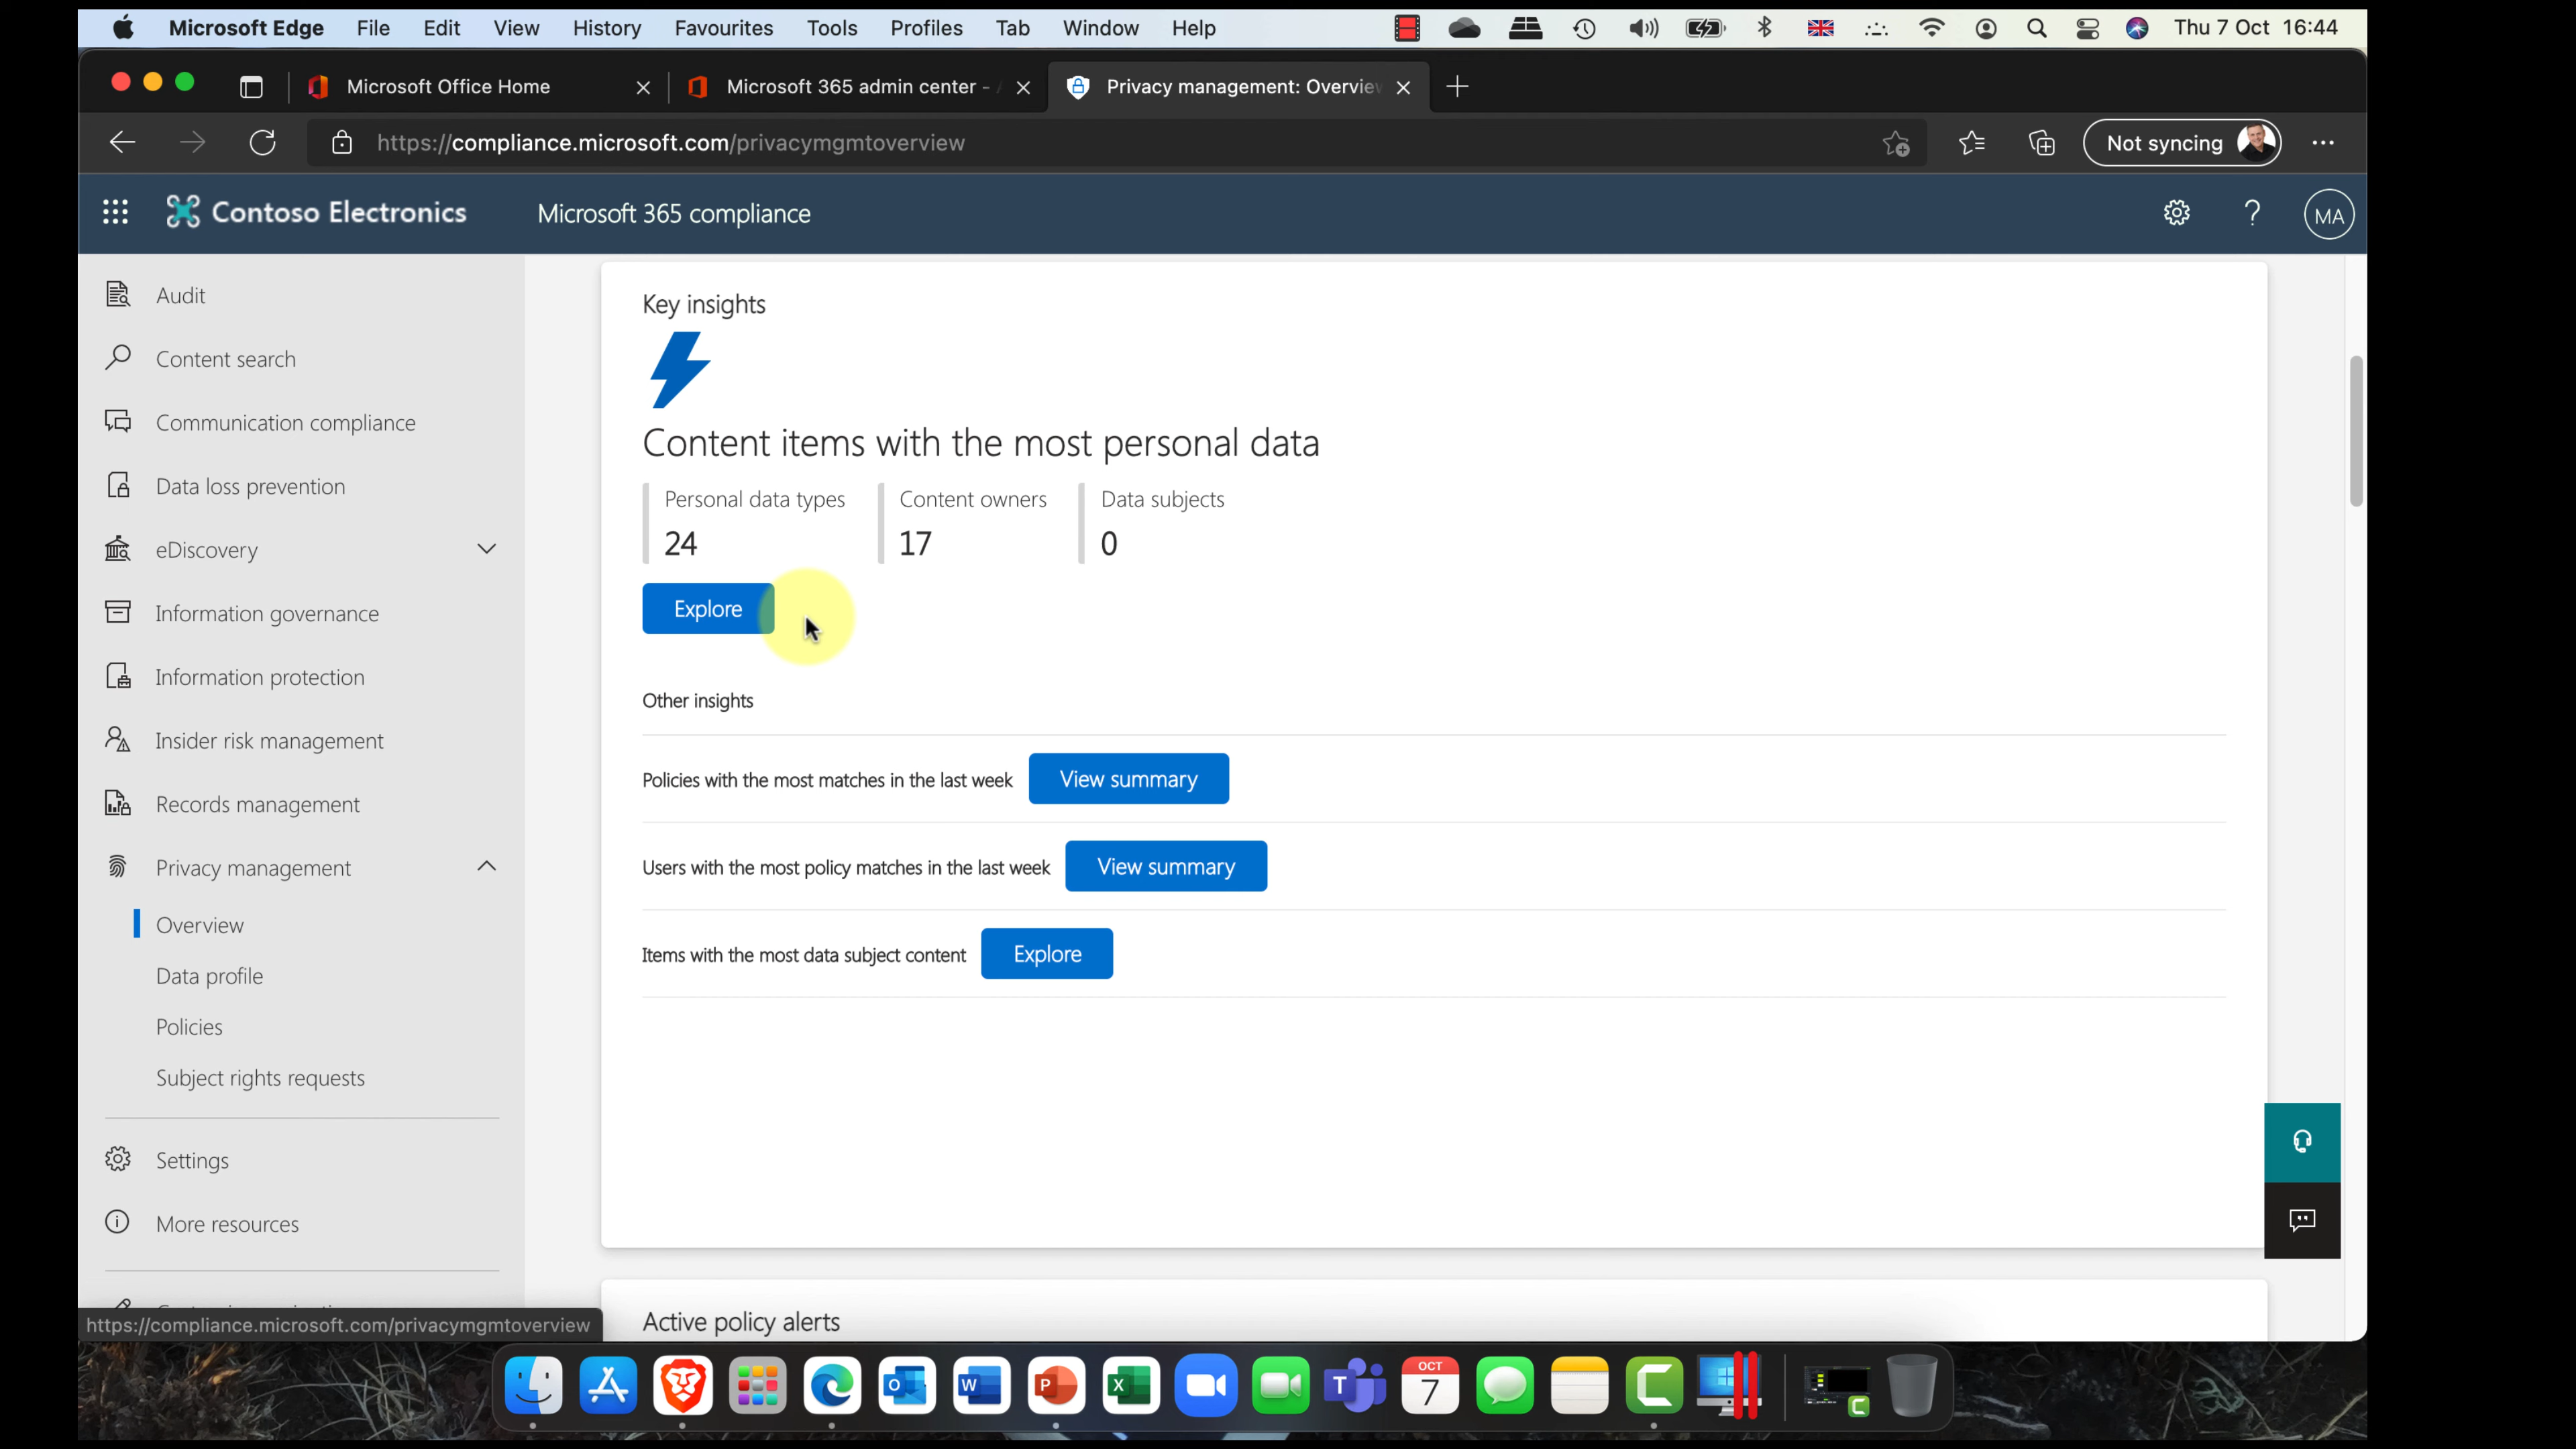 Microsoft Edge File Edit View History Favourites Tools Profiles Tab Window Help Thu 7 Oct 16:44
Microsoft Office Home Microsoft 365 admin center - Privacy management: Overview
https://compliance.microsoft.com/privacymgmtoverview Not syncing
Contoso Electronics Microsoft 365 compliance ? MA
Audit
Content search
Communication compliance
Data loss prevention
eDiscovery
Information governance
Information protection
Insider risk management
Records management
Privacy management
Overview
Data profile
Policies
Subject rights requests
Settings
More resources
https://compliance.microsoft.com/privacymgmtoverview
Key insights
Content items with the most personal data
Personal data types Content owners Data subjects
24 17 0
Explore
Other insights
Policies with the most matches in the last week View summary
Users with the most policy matches in the last week View summary
Items with the most data subject content Explore
Active policy alerts
O W P X T OCT
7
C